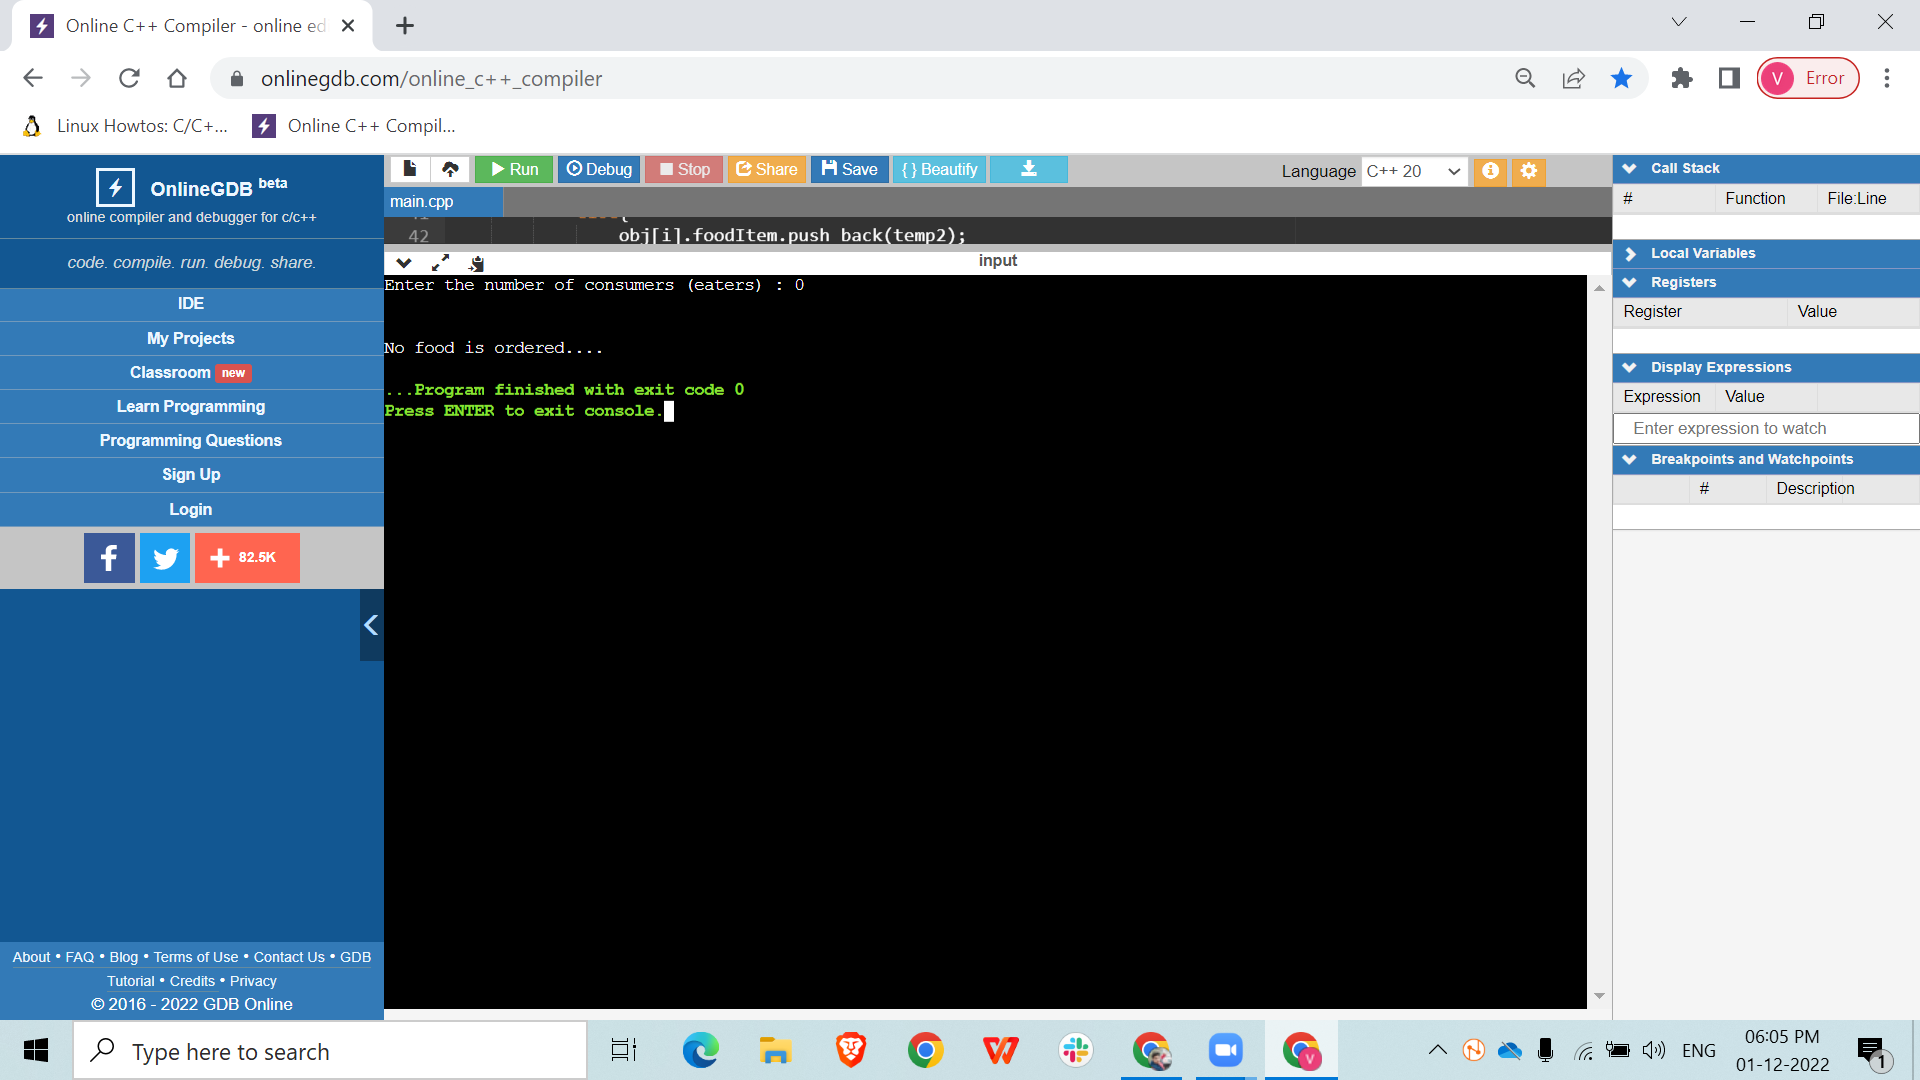 Online C++ Compiler - online ed
onlinegdb.com/online_c++_compiler
V Error
Linux Howtos: C/C+...
Online C++ Compil...
OnlineGDB beta
online compiler and debugger for c/c++
code. compile. run. debug. share.
IDE
My Projects
Classroom new
Learn Programming
Programming Questions
Sign Up
Login
82.5K
About • FAQ • Blog • Terms of Use • Contact Us • GDB
Tutorial • Credits • Privacy
© 2016 - 2022 GDB Online
Run Debug Stop Share Save { } Beautify
Language C++ 20
main.cpp
42 obj[i].foodItem.push_back(temp2);
input
Enter the number of consumers (eaters) : 0
No food is ordered....
...Program finished with exit code 0
Press ENTER to exit console.
Call Stack
# Function File:Line
Local Variables
Registers
Register Value
Display Expressions
Expression Value
Enter expression to watch
Breakpoints and Watchpoints
# Description
Type here to search
ENG
06:05 PM
01-12-2022
1